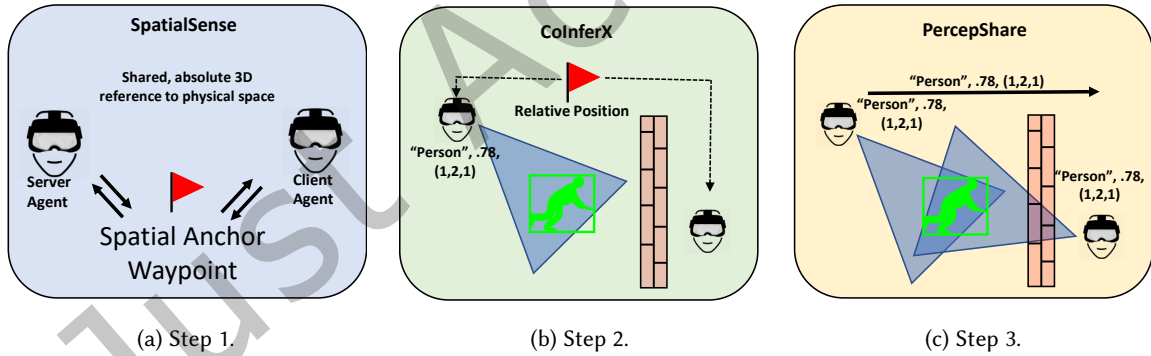 SpatialSense
Shared, absolute 3D
reference to physical space
Server
Agent
Client
Agent
Spatial Anchor
Waypoint
(a) Step 1.
CoInferX
Relative Position
“Person”, .78,
(1,2,1)
(b) Step 2.
PercepShare
“Person”, .78, (1,2,1)
“Person”, .78,
(1,2,1)
“Person”, .78,
(1,2,1)
(c) Step 3.
Just Ac